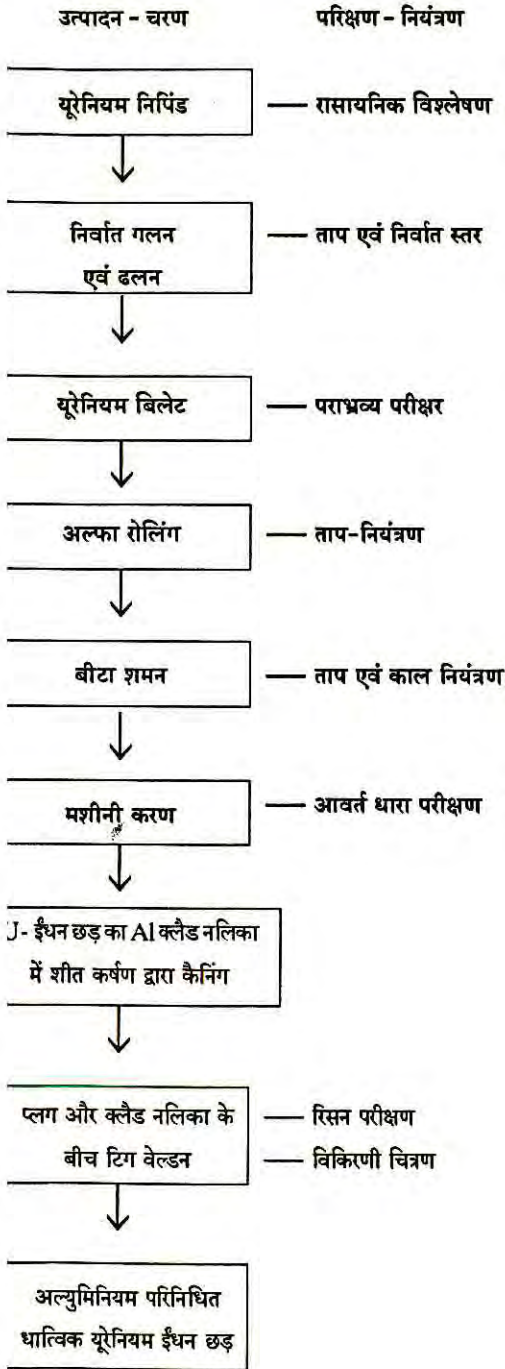 उत्पादन - चरण परिक्षण - नियंत्रण
यूरेनियम निपिंड — रासायनिक विश्लेषण
निर्वात गलन — ताप एवं निर्वात स्तर
एवं ढलन
यूरेनियम बिलेट — पराभ्रव्य परीक्षर
अल्फा रोलिंग — ताप-नियंत्रण
बीटा शमन — ताप एवं काल नियंत्रण
मशीनी करण — आवर्त धारा परीक्षण
U- ईंधन छड़ का Al क्लैड नलिका
में शीत कर्षण द्वारा कैनिंग
प्लग और क्लैड नलिका के — रिसन परीक्षण
बीच टिग वेल्डन — विकिरणी चित्रण
अल्युमिनियम परिनिधित
धात्विक यूरेनियम ईंधन छड़